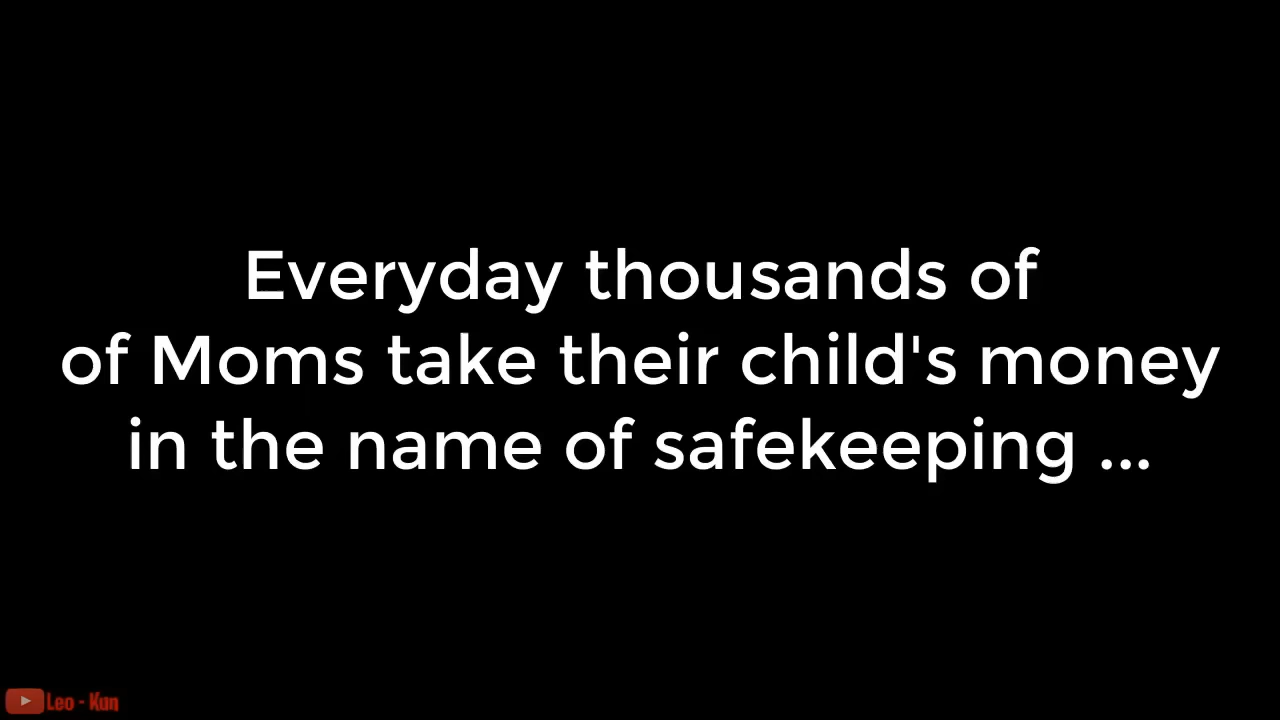 Everyday thousands of
of Moms take their child's money
in the name of safekeeping ...
Leo - Kun